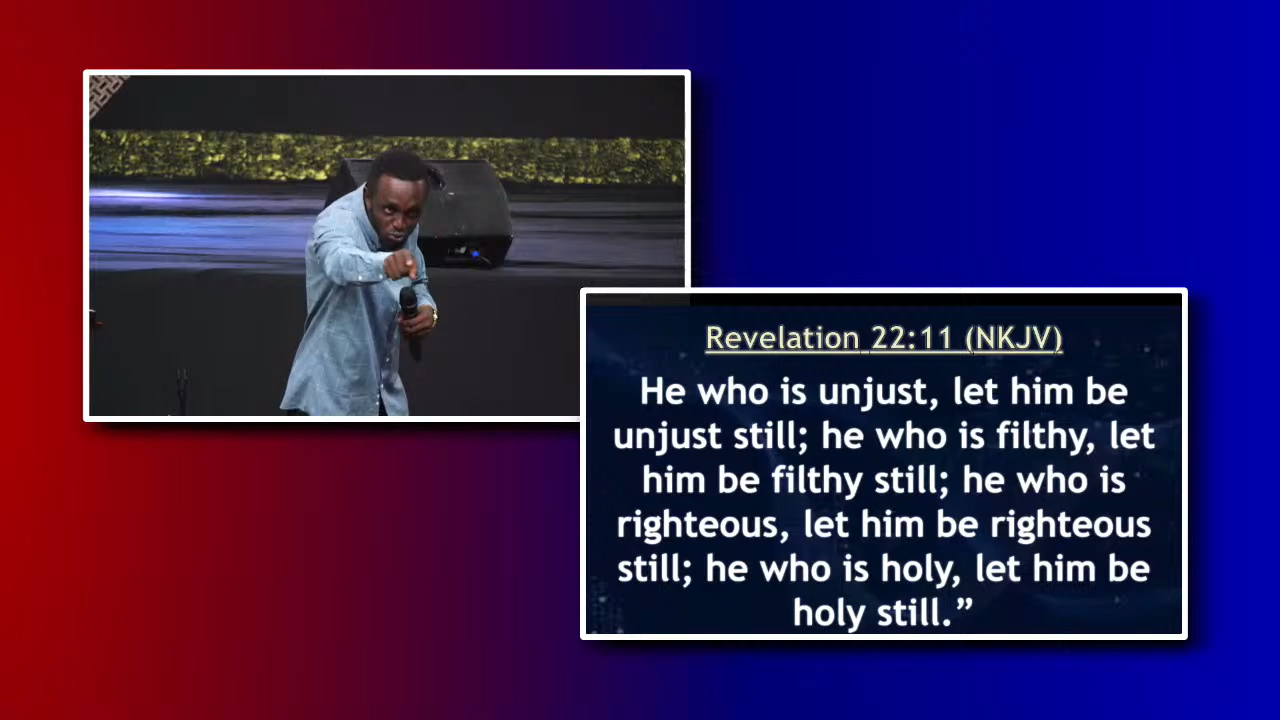 Revelation 22:11 (NKJV)
He who is unjust, let him be
unjust still; he who is filthy, let
him be filthy still; he who is
righteous, let him be righteous
still; he who is holy, let him be
holy still.”